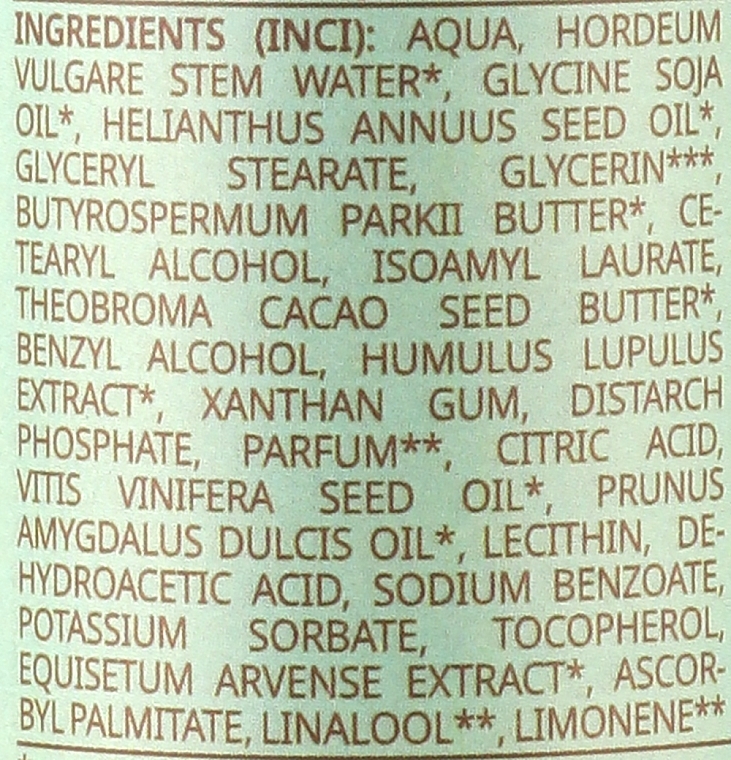 INGREDIENTS (INCI): AQUA, HORDEUM
VULGARE STEM WATER*, GLYCINE SOJA
OIL*, HELIANTHUS ANNUUS SEED OIL*,
GLYCERYL STEARATE, GLYCERIN***,
BUTYROSPERMUM PARKII BUTTER*, CE-
TEARYL ALCOHOL, ISOAMYL LAURATE,
THEOBROMA CACAO SEED BUTTER*,
BENZYL ALCOHOL, HUMULUS LUPULUS
EXTRACT*, XANTHAN GUM, DISTARCH
PHOSPHATE, PARFUM**, CITRIC ACID,
VITIS VINIFERA SEED OIL*, PRUNUS
AMYGDALUS DULCIS OIL*, LECITHIN, DE-
HYDROACETIC ACID, SODIUM BENZOATE,
POTASSIUM SORBATE, TOCOPHEROL,
EQUISETUM ARVENSE EXTRACT*, ASCOR-
BYL PALMITATE, LINALOOL**, LIMONENE**